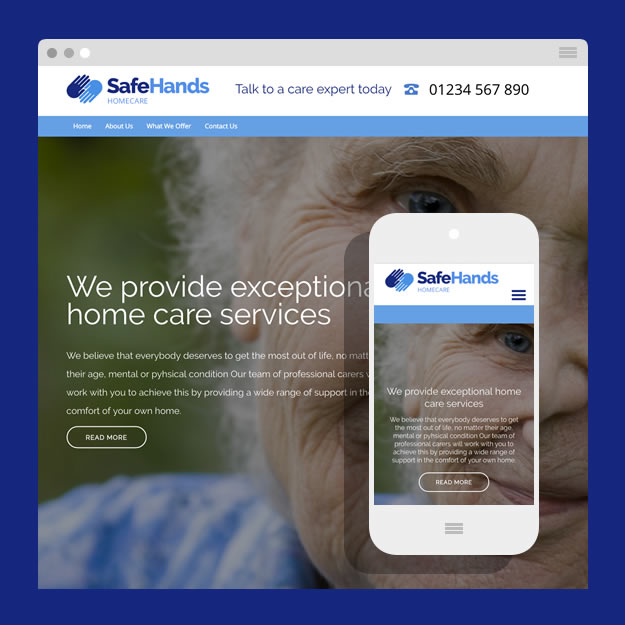 SafeHands
HOMECARE
Talk to a care expert today
01234 567 890
Home
About Us
What We Offer
Contact Us
We provide exceptiona
home care services
We believe that everybody deserves to get the most out of life, no matt
their age, mental or pyhsical condition Our team of professional carers
work with you to achieve this by providing a wide range of support in the
comfort of your own home.
READ MORE
SafeHands
HOMECARE
We provide exceptional home
care services
We believe that everybody deserves to get
the most out of life, no matter their age,
mental or pyhsical condition Our team of
professional carers will work with you to
achieve this by providing a wide range of
support in the comfort of your own home.
READ MORE